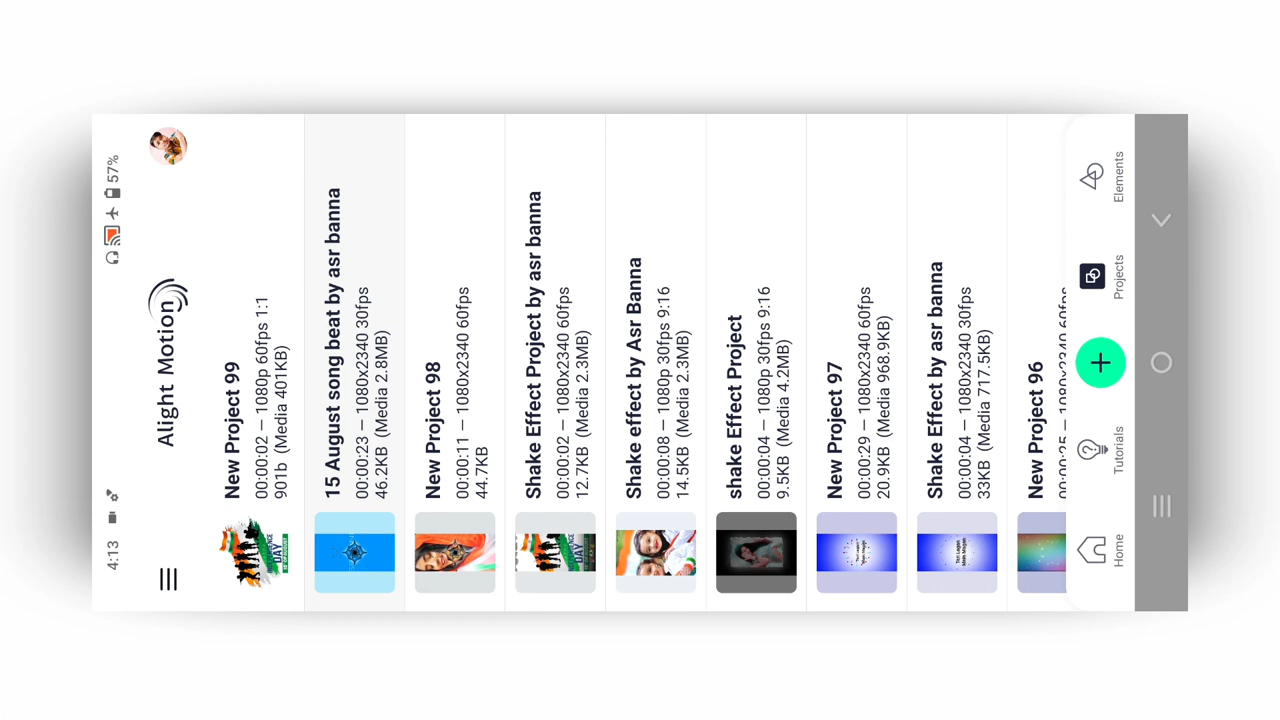 4:13
57%
Alight Motion
New Project 99
00:00:02 – 1080p 60fps 1:1
901b (Media 401KB)
15 August song beat by asr banna
00:00:23 – 1080x2340 30fps
46.2KB (Media 2.8MB)
New Project 98
00:00:11 – 1080x2340 60fps
44.7KB
Shake Effect Project by asr banna
00:00:02 – 1080x2340 60fps
12.7KB (Media 2.3MB)
Shake effect by Asr Banna
00:00:08 – 1080p 30fps 9:16
14.5KB (Media 2.3MB)
shake Effect Project
00:00:04 – 1080p 30fps 9:16
9.5KB (Media 4.2MB)
New Project 97
00:00:29 – 1080x2340 60fps
20.9KB (Media 968.9KB)
Shake Effect by asr banna
00:00:04 – 1080x2340 30fps
33KB (Media 717.5KB)
New Project 96
00:00:25 – 1080x2340 60fps
Home
Tutorials
Projects
Elements